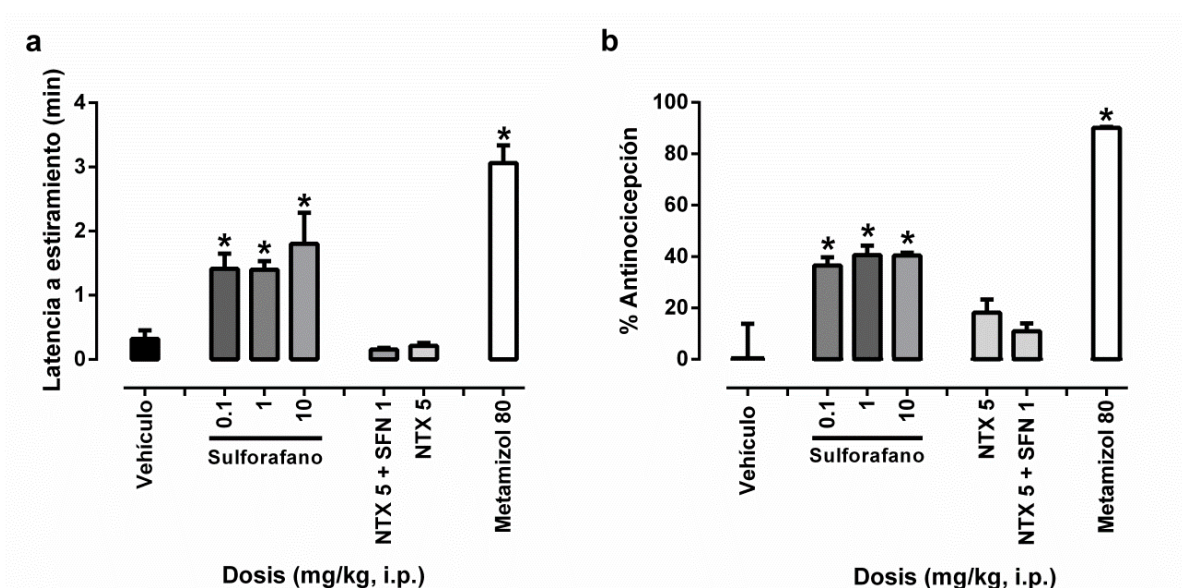 a
Latencia a estiramiento (min)
4
3
2
1
0
*
*
*
*
Vehículo
0.1
1
10
Sulforafano
NTX 5 + SFN 1
NTX 5
Metamizol 80
Dosis (mg/kg, i.p.)
b
% Antinocicepción
100
80
60
40
20
0
*
*
*
*
Vehículo
0.1
1
10
Sulforafano
NTX 5
NTX 5 + SFN 1
Metamizol 80
Dosis (mg/kg, i.p.)